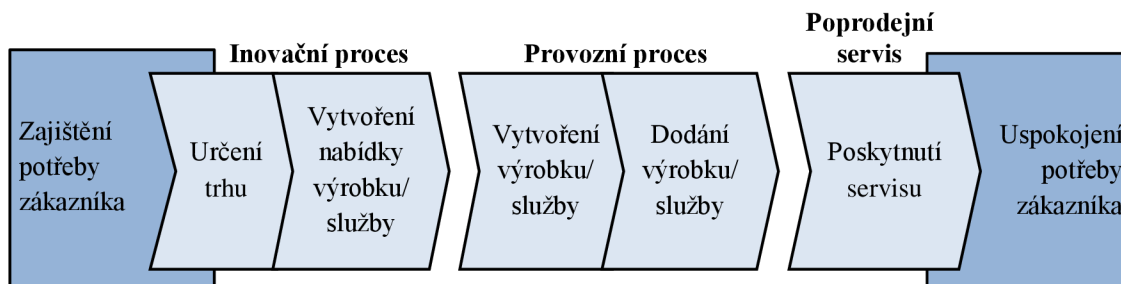 Inovační proces
Provozní proces
Poprodejní
servis
Zajištění
potřeby
zákazníka
Určení
trhu
Vytvoření
nabídky
výrobku/
služby
Vytvoření
výrobku/
služby
Dodání
výrobku/
služby
Poskytnutí
servisu
Uspokojení
potřeby
zákazníka